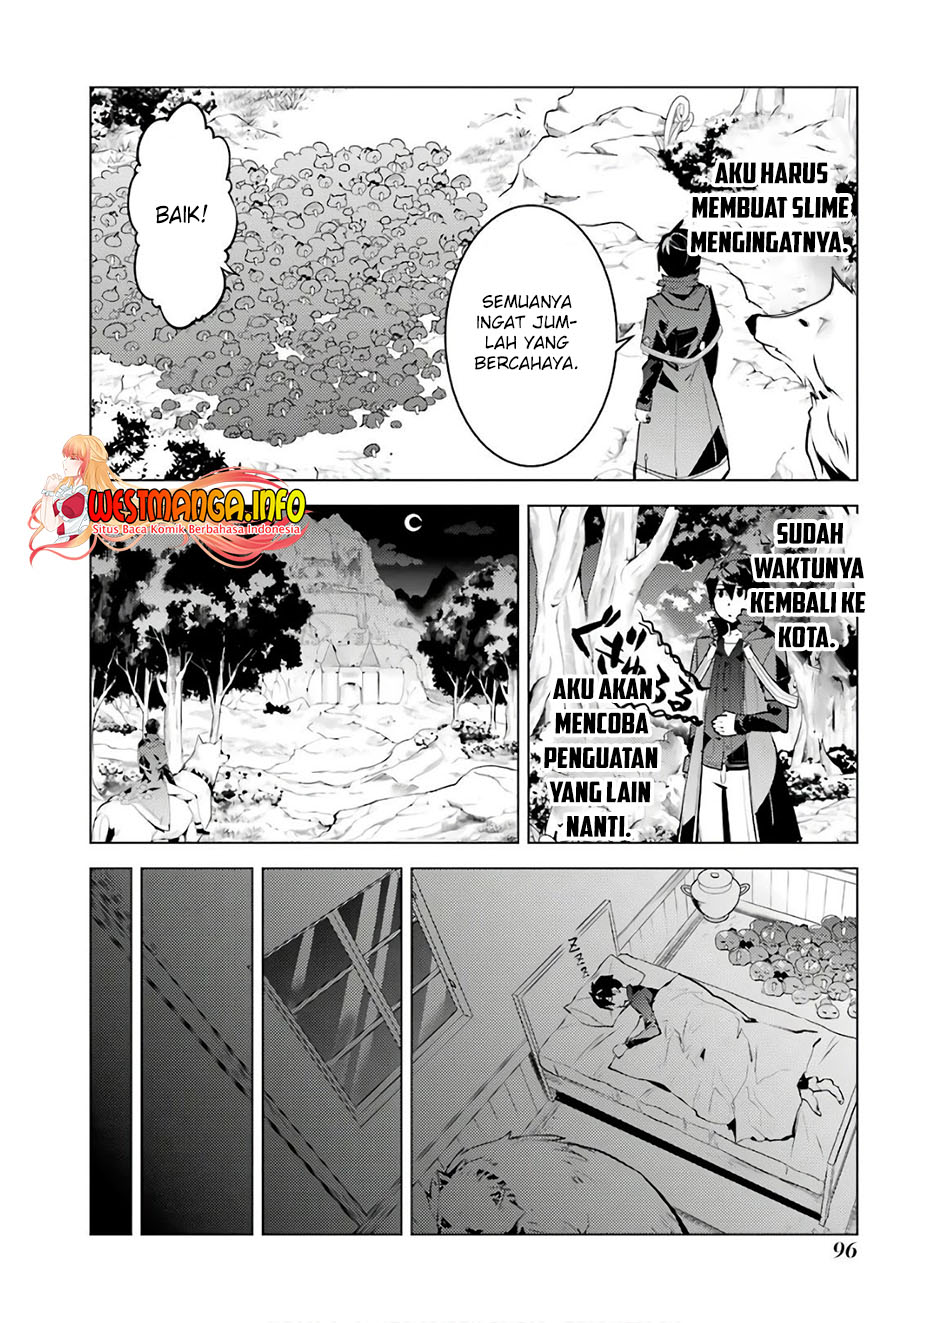 AKU HARUS
MEMBUAT SLIME
MENGINGATNYA.
BAIK!
SEMUANYA
INGAT JUM-
LAH YANG
BERCAHAYA.
WESTMANGA.INFO
Situs Baca Komik Berbahasa Indonesia
SUDAH
WAKTUNYA
KEMBALI KE
KOTA.
AKU AKAN
MENCOBA
PENGUATAN
YANG LAIN
NANTI.
96